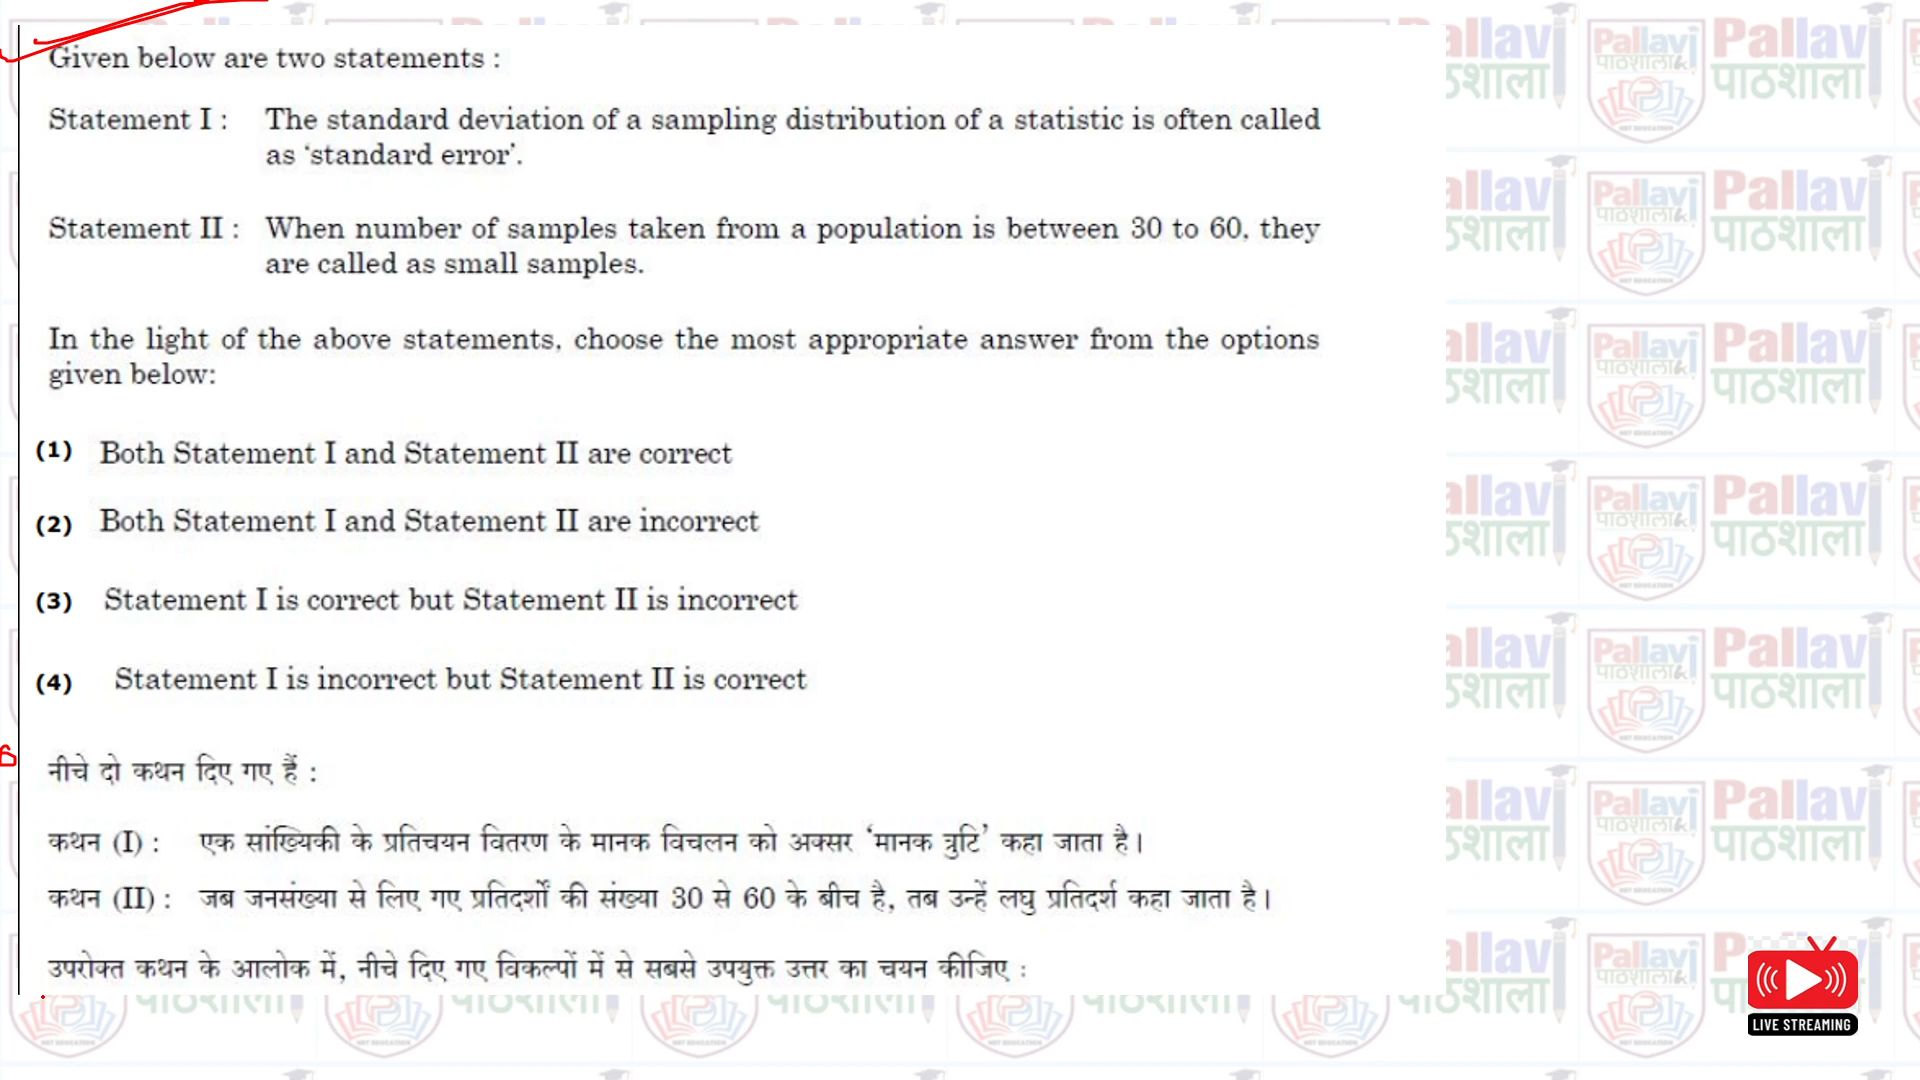 Given below are two statements :
Statement I : The standard deviation of a sampling distribution of a statistic is often called
as ‘standard error’.
Statement II : When number of samples taken from a population is between 30 to 60, they
are called as small samples.
In the light of the above statements, choose the most appropriate answer from the options
given below:
(1) Both Statement I and Statement II are correct
(2) Both Statement I and Statement II are incorrect
(3) Statement I is correct but Statement II is incorrect
(4) Statement I is incorrect but Statement II is correct
नीचे दो कथन दिए गए हैं :
कथन (I) : एक सांख्यिकी के प्रतिचयन वितरण के मानक विचलन को अक्सर ‘मानक त्रुटि’ कहा जाता है।
कथन (II) : जब जनसंख्या से लिए गए प्रतिदर्शों की संख्या 30 से 60 के बीच है, तब उन्हें लघु प्रतिदर्श कहा जाता है।
उपरोक्त कथन के आलोक में, नीचे दिए गए विकल्पों में से सबसे उपयुक्त उत्तर का चयन कीजिए :
Pallavi
पाठशाला
LIVE STREAMING